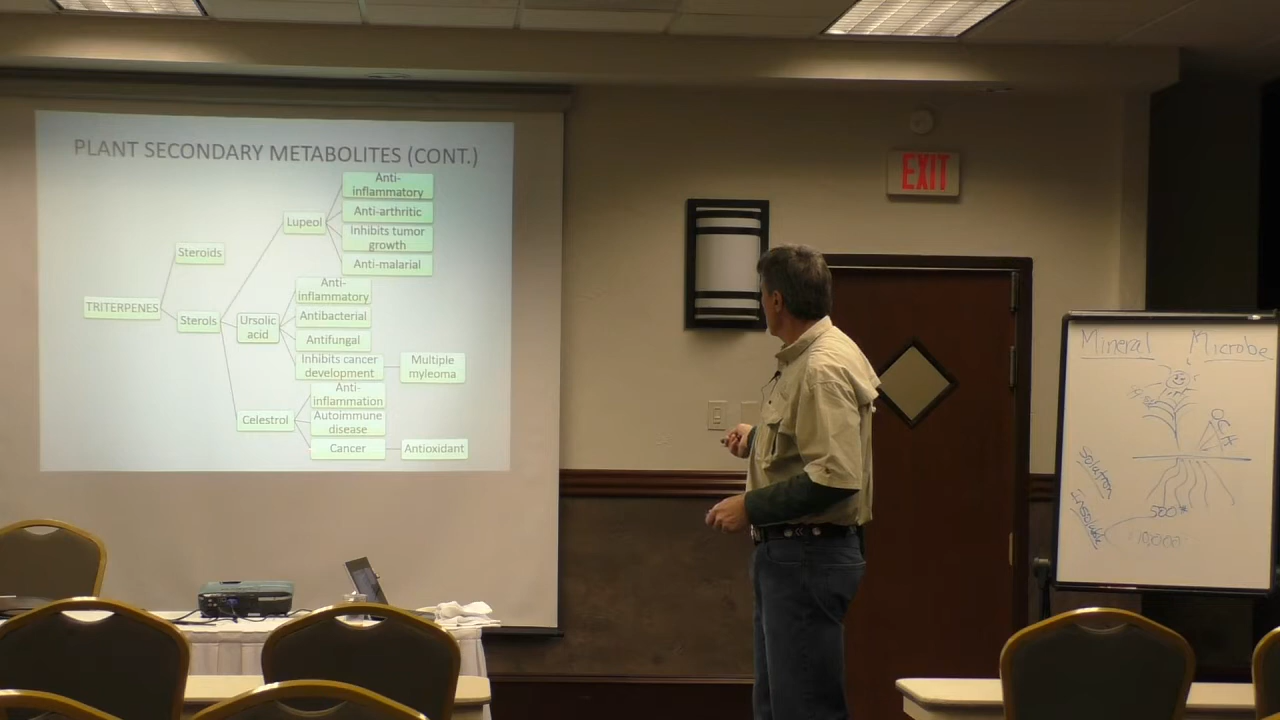 PLANT SECONDARY METABOLITES (CONT.)
TRITERPENES
Steroids
Sterols
Lupeol
Anti-
inflammatory
Anti-arthritic
Inhibits tumor
growth
Anti-malarial
Ursolic
acid
Anti-
inflammatory
Antibacterial
Antifungal
Inhibits cancer
development
Multiple
myleoma
Celestrol
Anti-
inflammation
Autoimmune
disease
Cancer
Antioxidant
EXIT
Mineral
Microbe
Solution
Insoluble